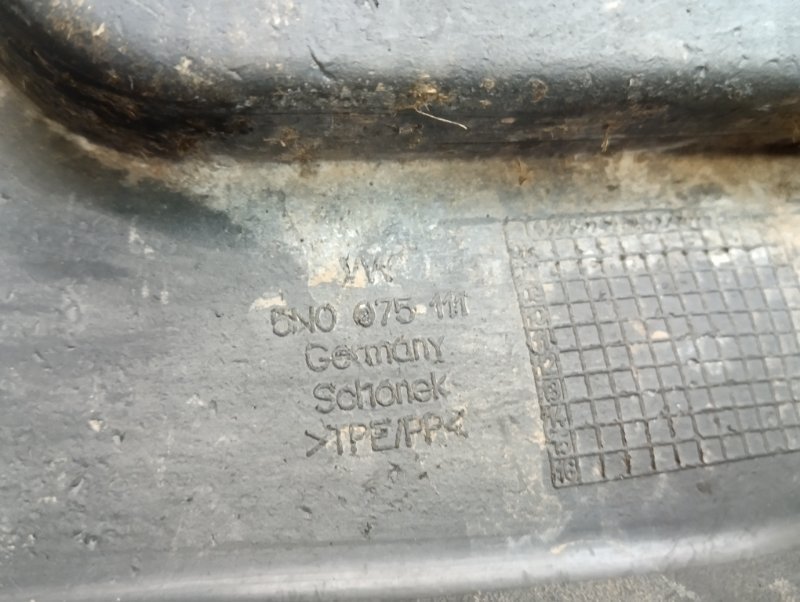 VW
5N0 075 111
Germany
Schönek
>TPE/PP<